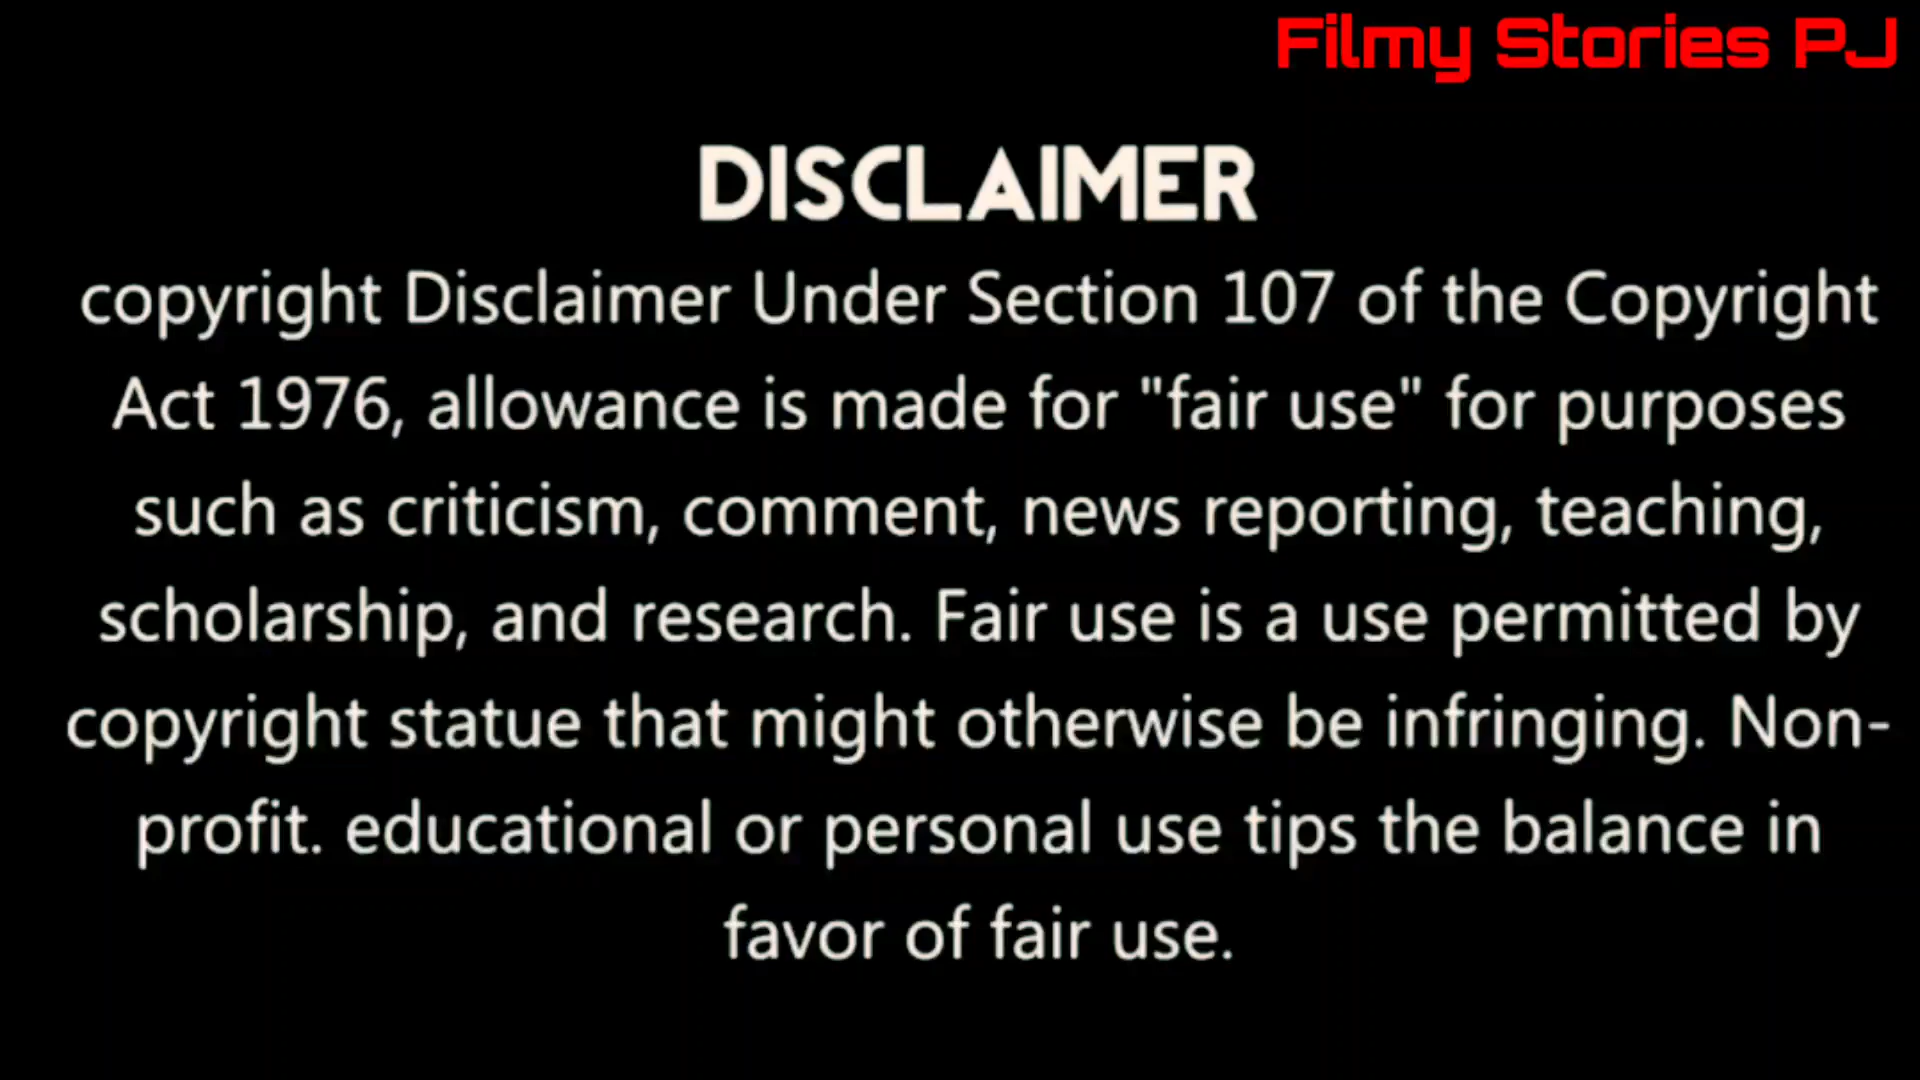 Filmy Stories PJ
DISCLAIMER
copyright Disclaimer Under Section 107 of the Copyright
Act 1976, allowance is made for "fair use" for purposes
such as criticism, comment, news reporting, teaching,
scholarship, and research. Fair use is a use permitted by
copyright statue that might otherwise be infringing. Non-
profit. educational or personal use tips the balance in
favor of fair use.